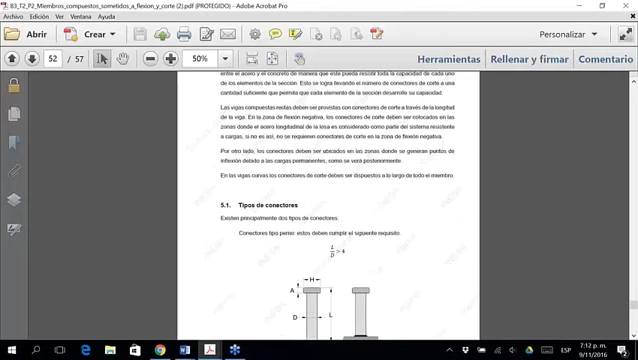 B3_T2_P2_Miembros_compuestos_sometidos_a_flexion_y_corte (2).pdf (PROTEGIDO) - Adobe Acrobat Pro
Archivo Edición Ver Ventana Ayuda
Abrir Crear Personalizar
52 de 57 50% Herramientas Rellenar y firmar Comentario
entre el acero y el concreto de manera que este pueda resistir toda la capacidad de cada uno
de los elementos de la sección. Esto se logra llevando el número de conectores de corte a una
cantidad suficiente que permita que cada elemento de la sección desarrolle su capacidad.
Las vigas compuestas rectas deben ser provistas con conectores de corte a través de la longitud
de la viga. En la zona de flexión negativa, los conectores de corte deben ser colocados en las
zonas donde el acero longitudinal de la losa es considerado como parte del sistema resistente
a cargas, si no es así, no se requieren conectores de corte en la zona de flexión negativa.
Por otro lado, los conectores deben ser ubicados en las zonas donde se generan puntos de
inflexión debido a las cargas permanentes, como se verá posteriormente.
En las vigas curvas los conectores de corte deben ser dispuestos a lo largo de todo el miembro.
5.1. Tipos de conectores
Existen principalmente dos tipos de conectores:
Conectores tipo perno: estos deben cumplir el siguiente requisito.
L/D > 4
H
A
D
L
ESP
7:12 p. m.
9/11/2016